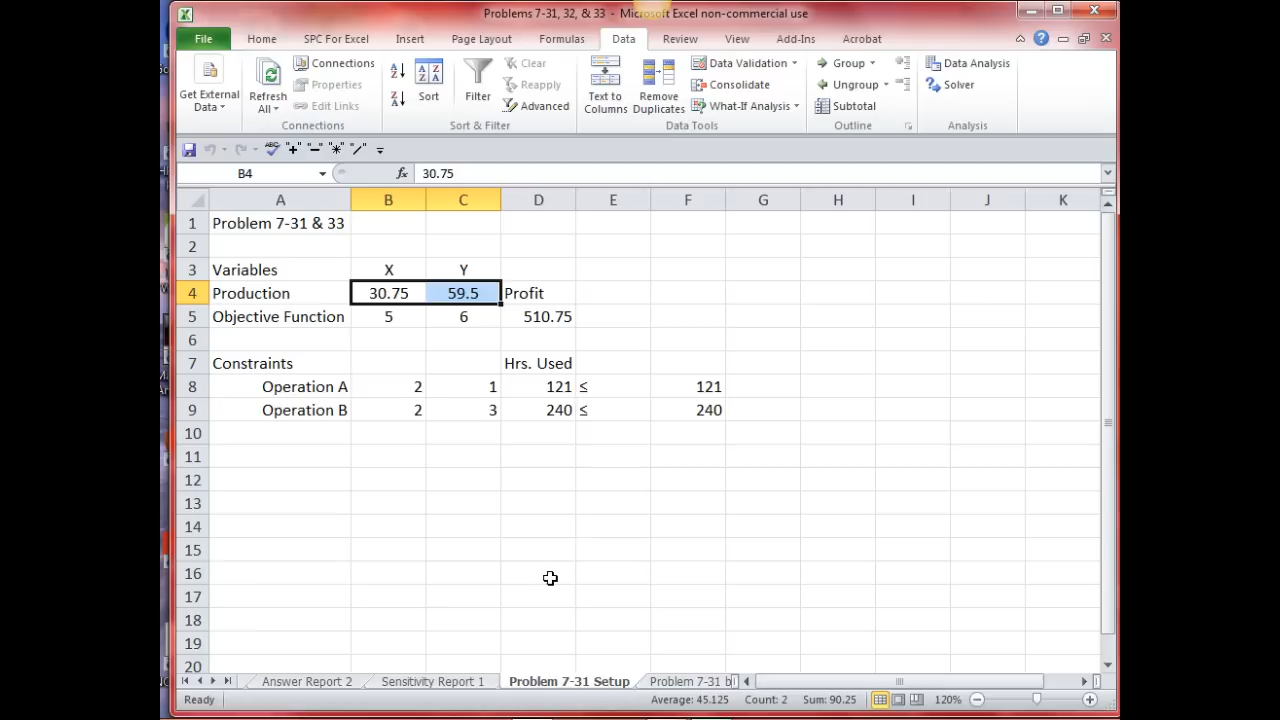 Problems 7-31, 32, & 33 - Microsoft Excel non-commercial use
File Home SPC For Excel Insert Page Layout Formulas Data Review View Add-Ins Acrobat
Get External Data
Refresh All
Connections
Properties
Edit Links
Connections
Sort
Filter
Clear
Reapply
Advanced
Sort & Filter
Text to Columns
Remove Duplicates
Data Validation
Consolidate
What-If Analysis
Data Tools
Group
Ungroup
Subtotal
Outline
Data Analysis
Solver
Analysis
B4 fx 30.75
A B C D E F G H I J K
1 Problem 7-31 & 33
2
3 Variables X Y
4 Production 30.75 59.5 Profit
5 Objective Function 5 6 510.75
6
7 Constraints Hrs. Used
8 Operation A 2 1 121 ≤ 121
9 Operation B 2 3 240 ≤ 240
10
11
12
13
14
15
16
17
18
19
20
Answer Report 2 Sensitivity Report 1 Problem 7-31 Setup Problem 7-31 b
Ready Average: 45.125 Count: 2 Sum: 90.25 120%